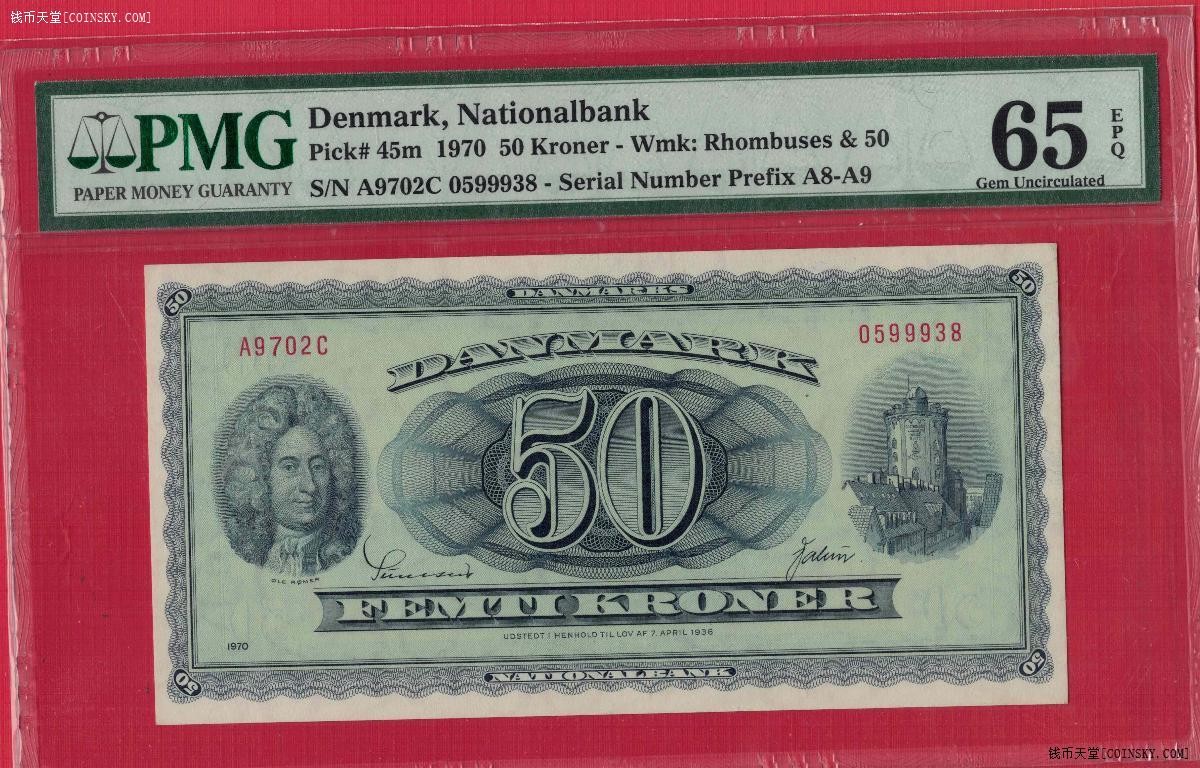 钱币天堂[COINSKY.COM]
PMG
PAPER MONEY GUARANTY
Denmark, Nationalbank
Pick# 45m 1970 50 Kroner - Wmk: Rhombuses & 50
S/N A9702C 0599938 - Serial Number Prefix A8-A9
65
EPQ
Gem Uncirculated
50
DANMARKS
50
A9702C
0599938
DANMARK
50
OLE RØMER
FEMTI KRONER
UDSTEDT I HENHOLD TIL LOV AF 7. APRIL 1936
1970
50
NATIONALBANK
50
钱币天堂[COINSKY.COM]